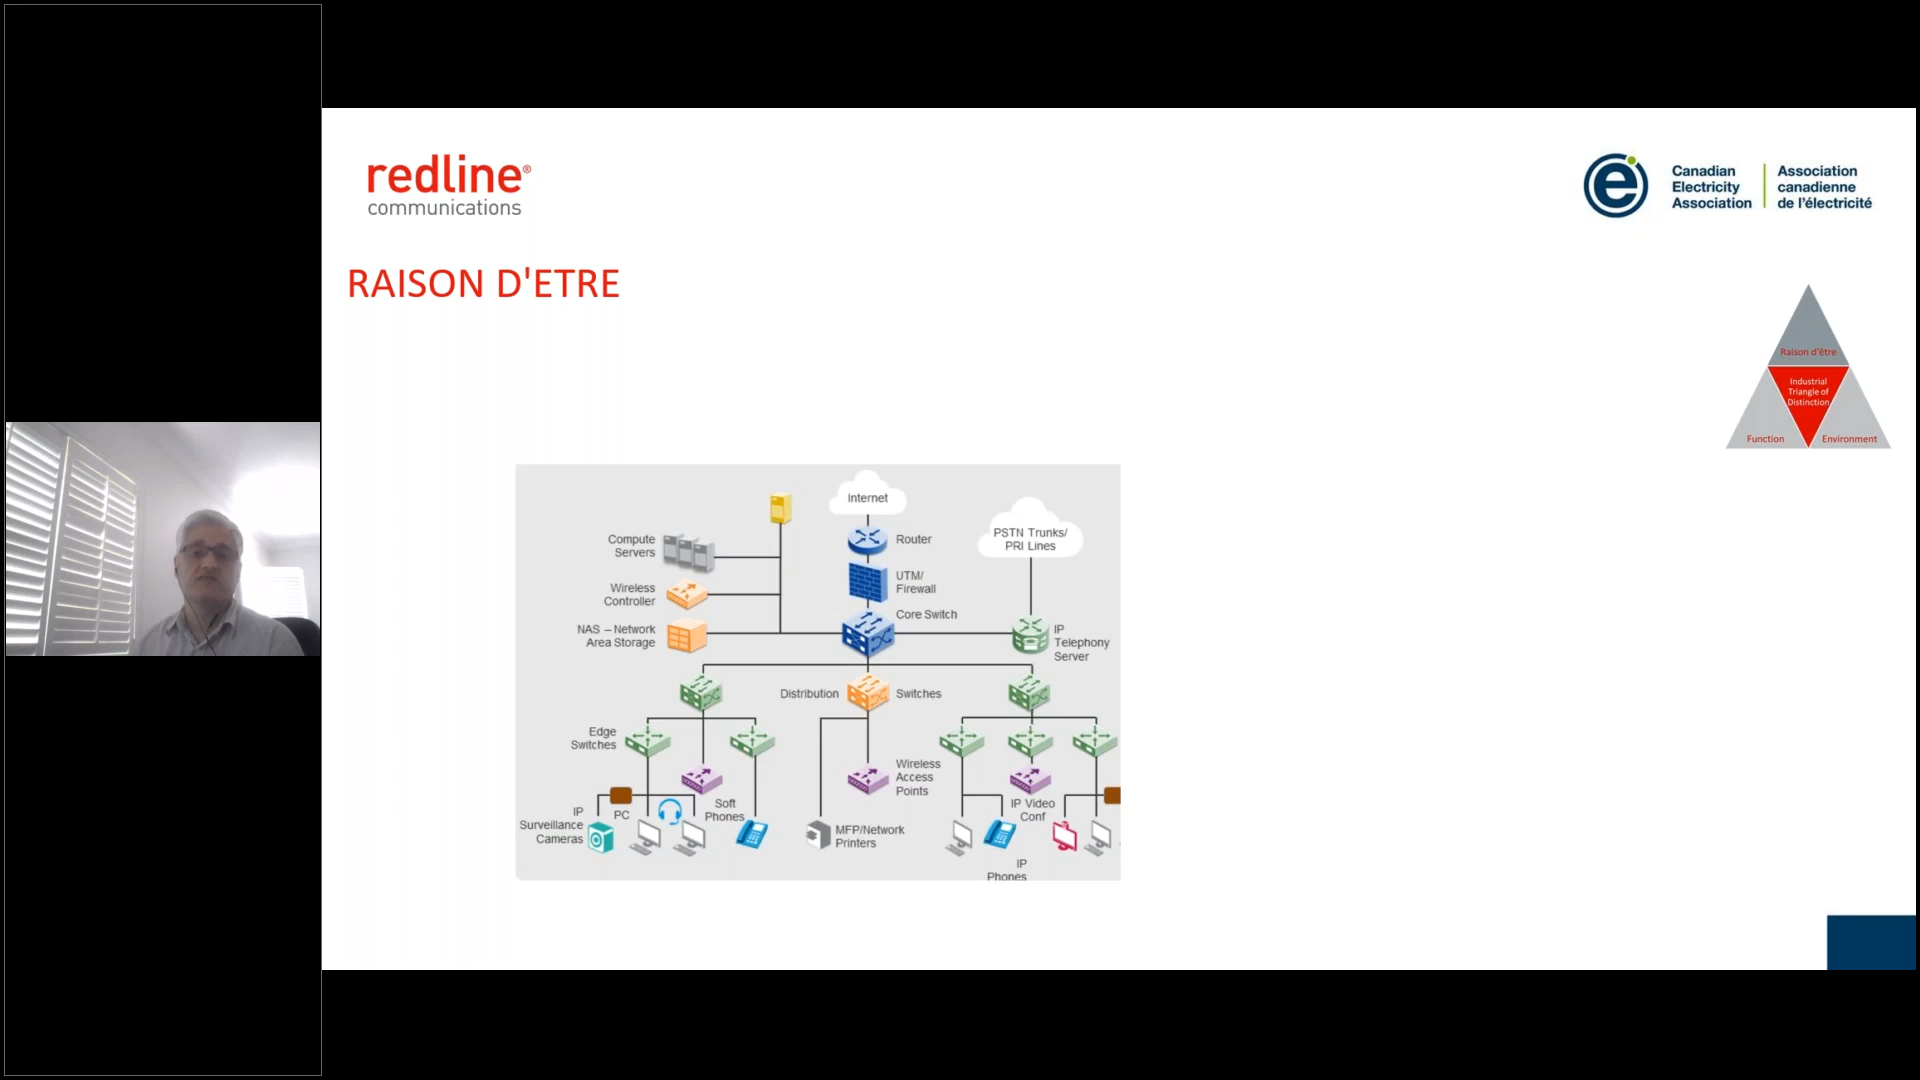 redline®
communications
Canadian
Electricity
Association
Association
canadienne
de l'électricité
RAISON D'ETRE
Raison d'être
Industrial
Triangle of
Distinction
Function
Environment
Internet
PSTN Trunks/
PRI Lines
Compute
Servers
Router
UTM/
Firewall
Wireless
Controller
Core Switch
NAS – Network
Area Storage
IP
Telephony
Server
Distribution
Switches
Edge
Switches
Wireless
Access
Points
Soft
Phones
IP Video
Conf
PC
IP
Surveillance
Cameras
MFP/Network
Printers
IP
Phones